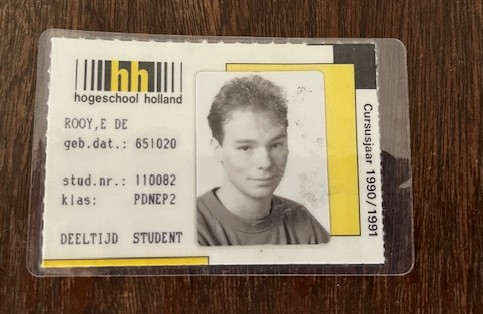 hh
hogeschool holland
ROOY,E DE
geb.dat.: 651020
stud.nr.: 110082
klas: PDNEP2
DEELTIJD STUDENT
Cursusjaar 1990/1991